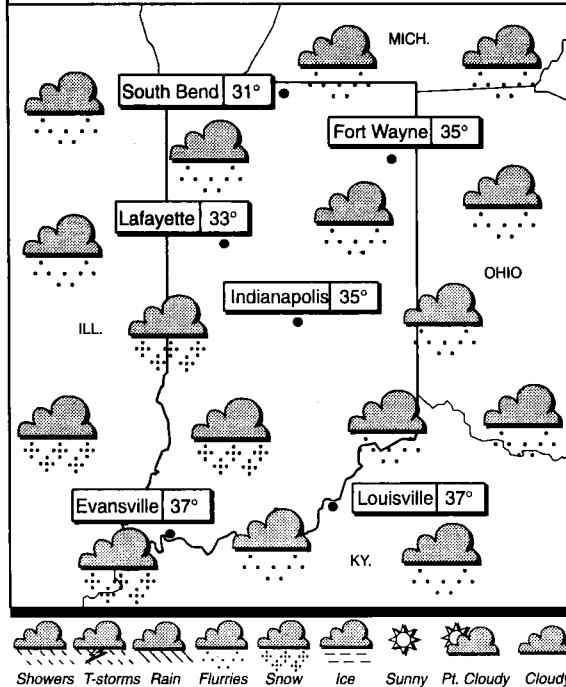 MICH.
South Bend 31°
Fort Wayne 35°
Lafayette 33°
OHIO
Indianapolis 35°
ILL.
Evansville 37°
Louisville 37°
KY.
Showers T-storms Rain Flurries Snow Ice Sunny Pt. Cloudy Cloudy